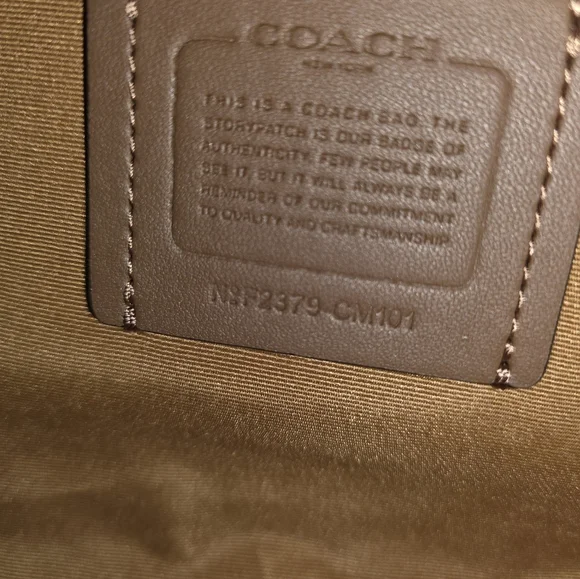 COACH
NEW YORK
THIS IS A COACH BAG. THE
STORYPATCH IS OUR BADGE OF
AUTHENTICITY. FEW PEOPLE MAY
SEE IT, BUT IT WILL ALWAYS BE A
REMINDER OF OUR COMMITMENT
TO QUALITY AND CRAFTSMANSHIP.
CM101